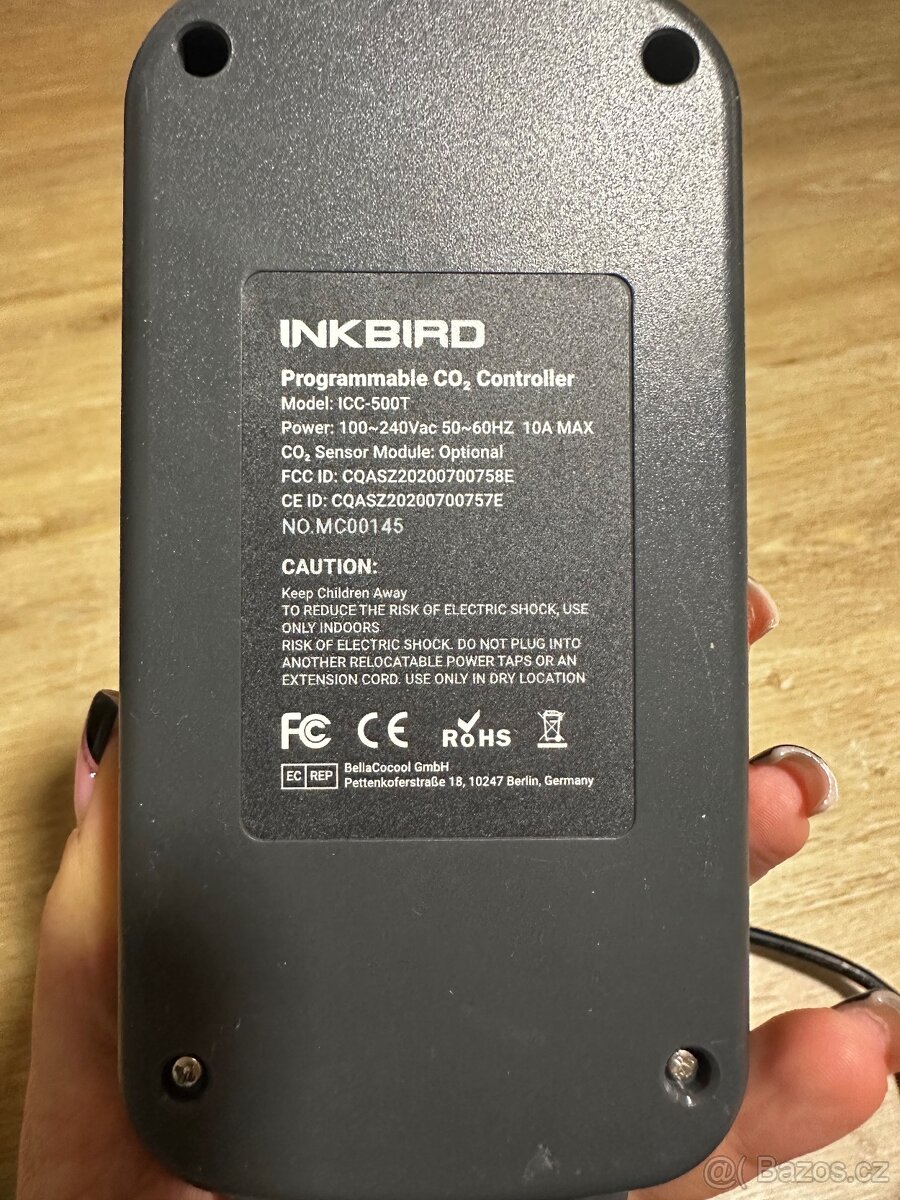 INKBIRD
Programmable CO₂ Controller
Model: ICC-500T
Power: 100~240Vac 50~60HZ 10A MAX
CO₂ Sensor Module: Optional
FCC ID: CQASZ20200700758E
CE ID: CQASZ20200700757E
NO.MC00145
CAUTION:
Keep Children Away
TO REDUCE THE RISK OF ELECTRIC SHOCK, USE
ONLY INDOORS
RISK OF ELECTRIC SHOCK. DO NOT PLUG INTO
ANOTHER RELOCATABLE POWER TAPS OR AN
EXTENSION CORD. USE ONLY IN DRY LOCATION
FC CE ROHS
EC REP BellaCocool GmbH
Pettenkoferstraße 18, 10247 Berlin, Germany
@( Bazos.cz